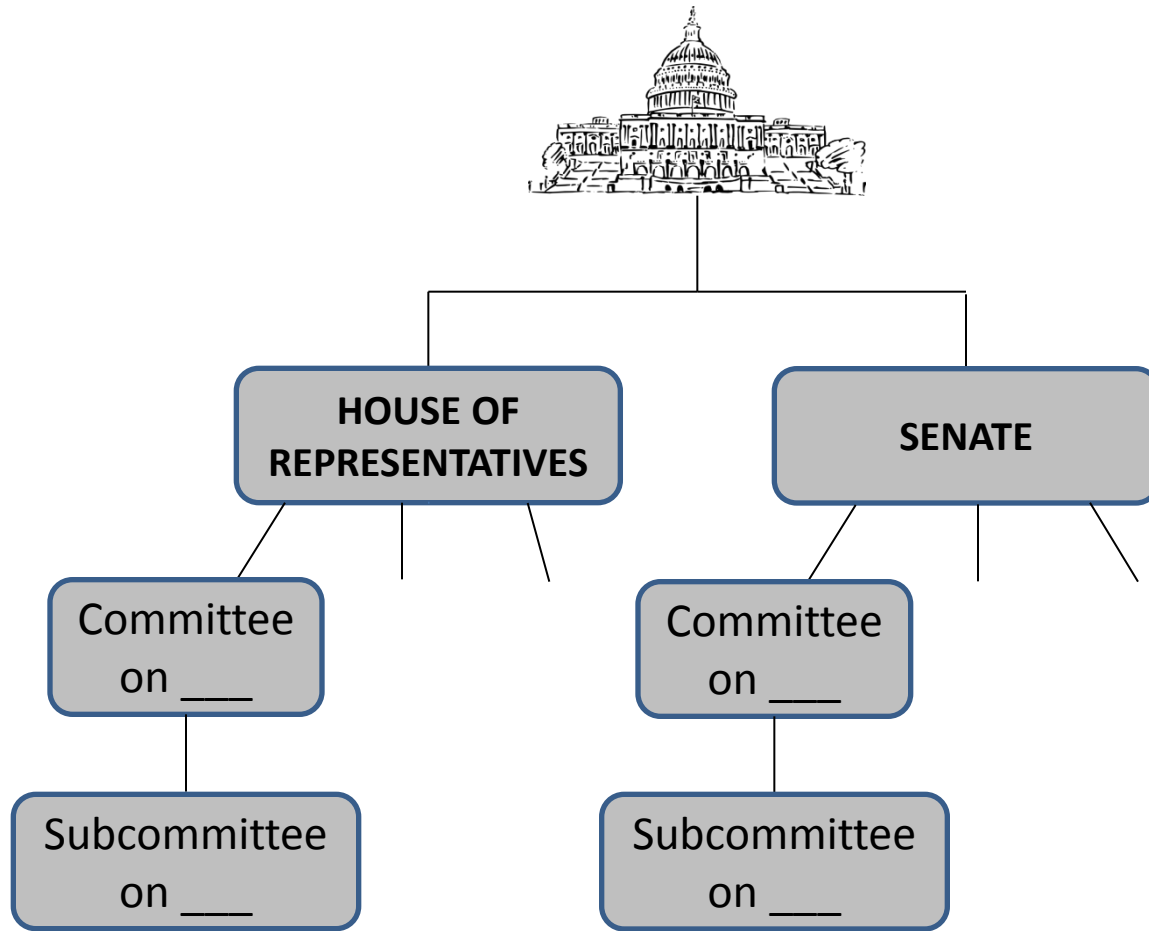 HOUSE OF
REPRESENTATIVES
SENATE
Committee
on ___
Committee
on ___
Subcommittee
on ___
Subcommittee
on ___